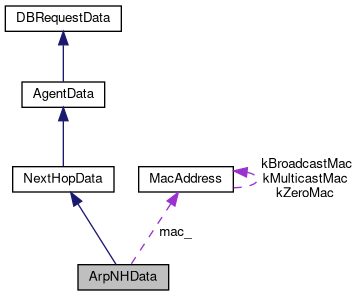 DBRequestData
AgentData
kBroadcastMac
NextHopData
MacAddress
kMulticastMac
kZeroMac
mac_
ArpNHData